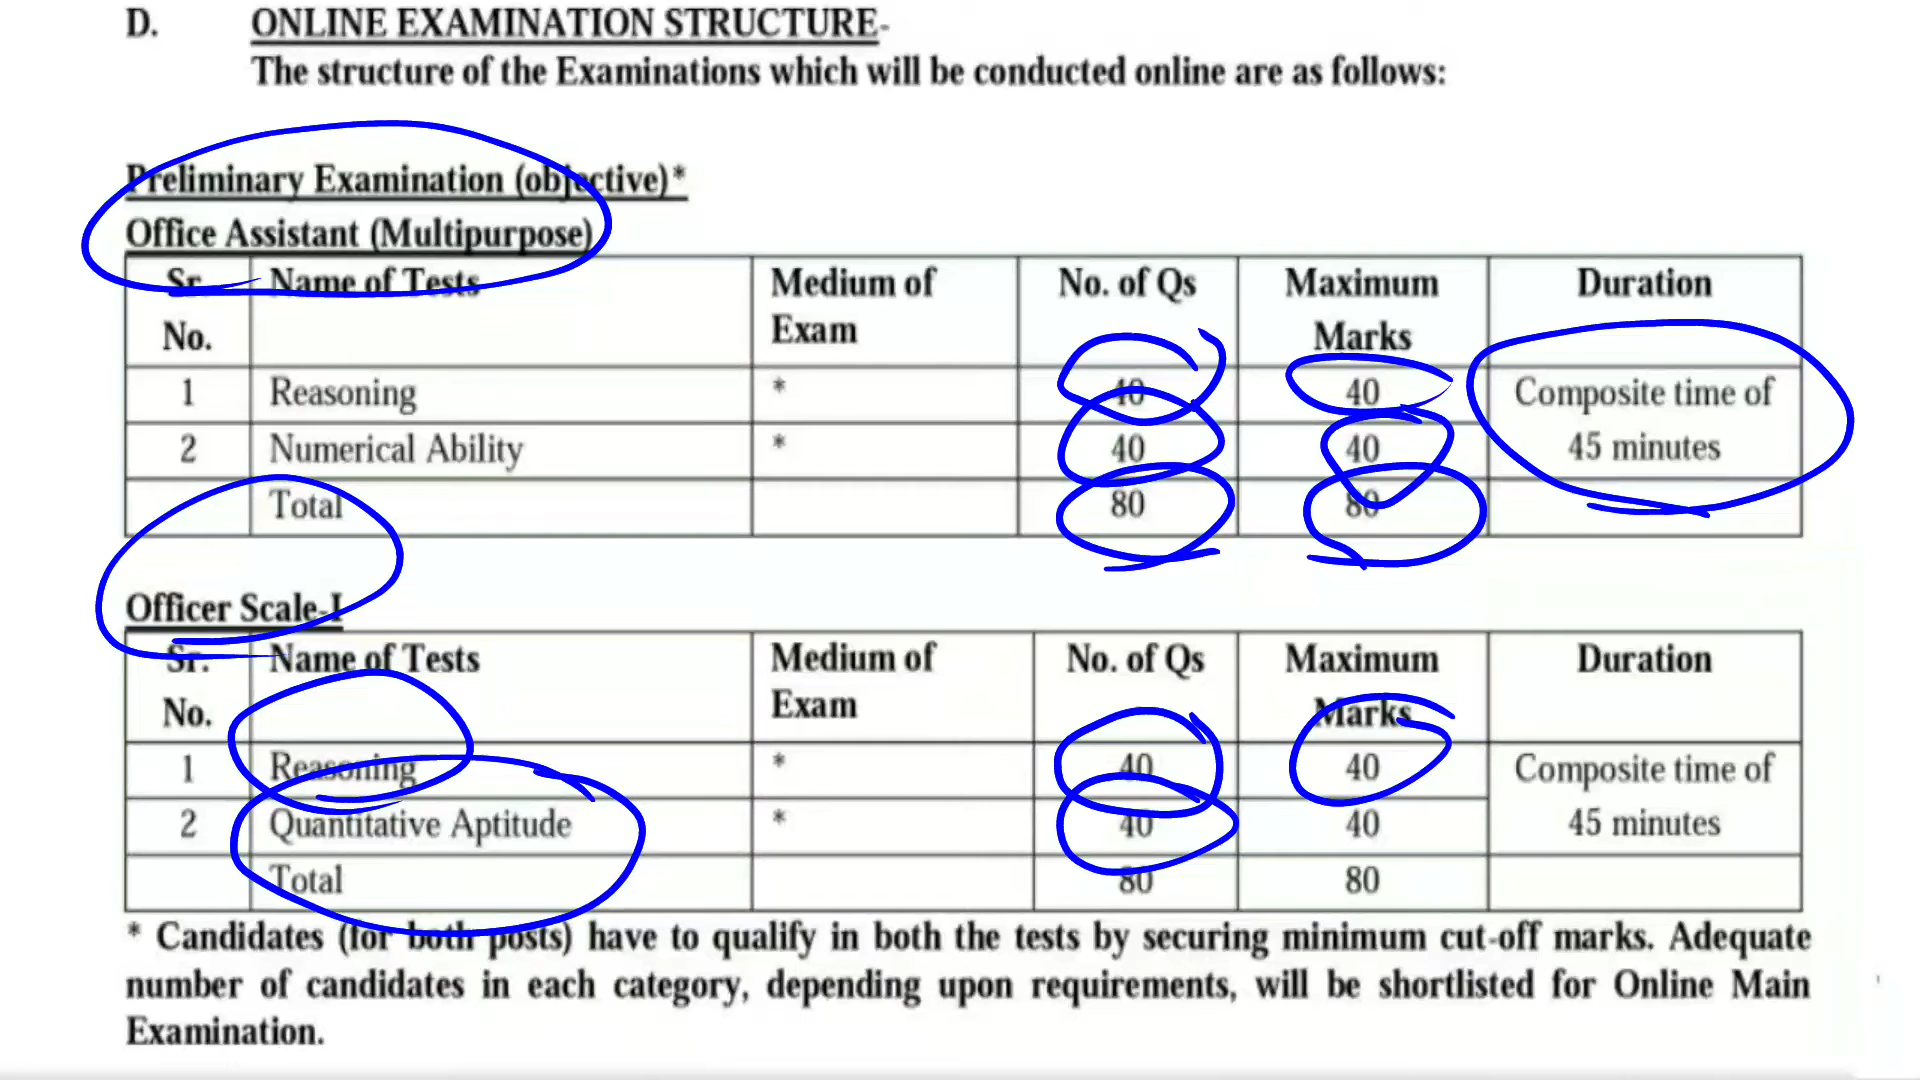 D. ONLINE EXAMINATION STRUCTURE-
The structure of the Examinations which will be conducted online are as follows:
Preliminary Examination (objective)*
Office Assistant (Multipurpose)
Sr. No. Name of Tests Medium of Exam No. of Qs Maximum Marks Duration
1 Reasoning * 40 40 Composite time of 45 minutes
2 Numerical Ability * 40 40
Total 80 80
Officer Scale-I
Sr. No. Name of Tests Medium of Exam No. of Qs Maximum Marks Duration
1 Reasoning * 40 40 Composite time of 45 minutes
2 Quantitative Aptitude * 40 40
Total 80 80
* Candidates (for both posts) have to qualify in both the tests by securing minimum cut-off marks. Adequate
number of candidates in each category, depending upon requirements, will be shortlisted for Online Main
Examination.